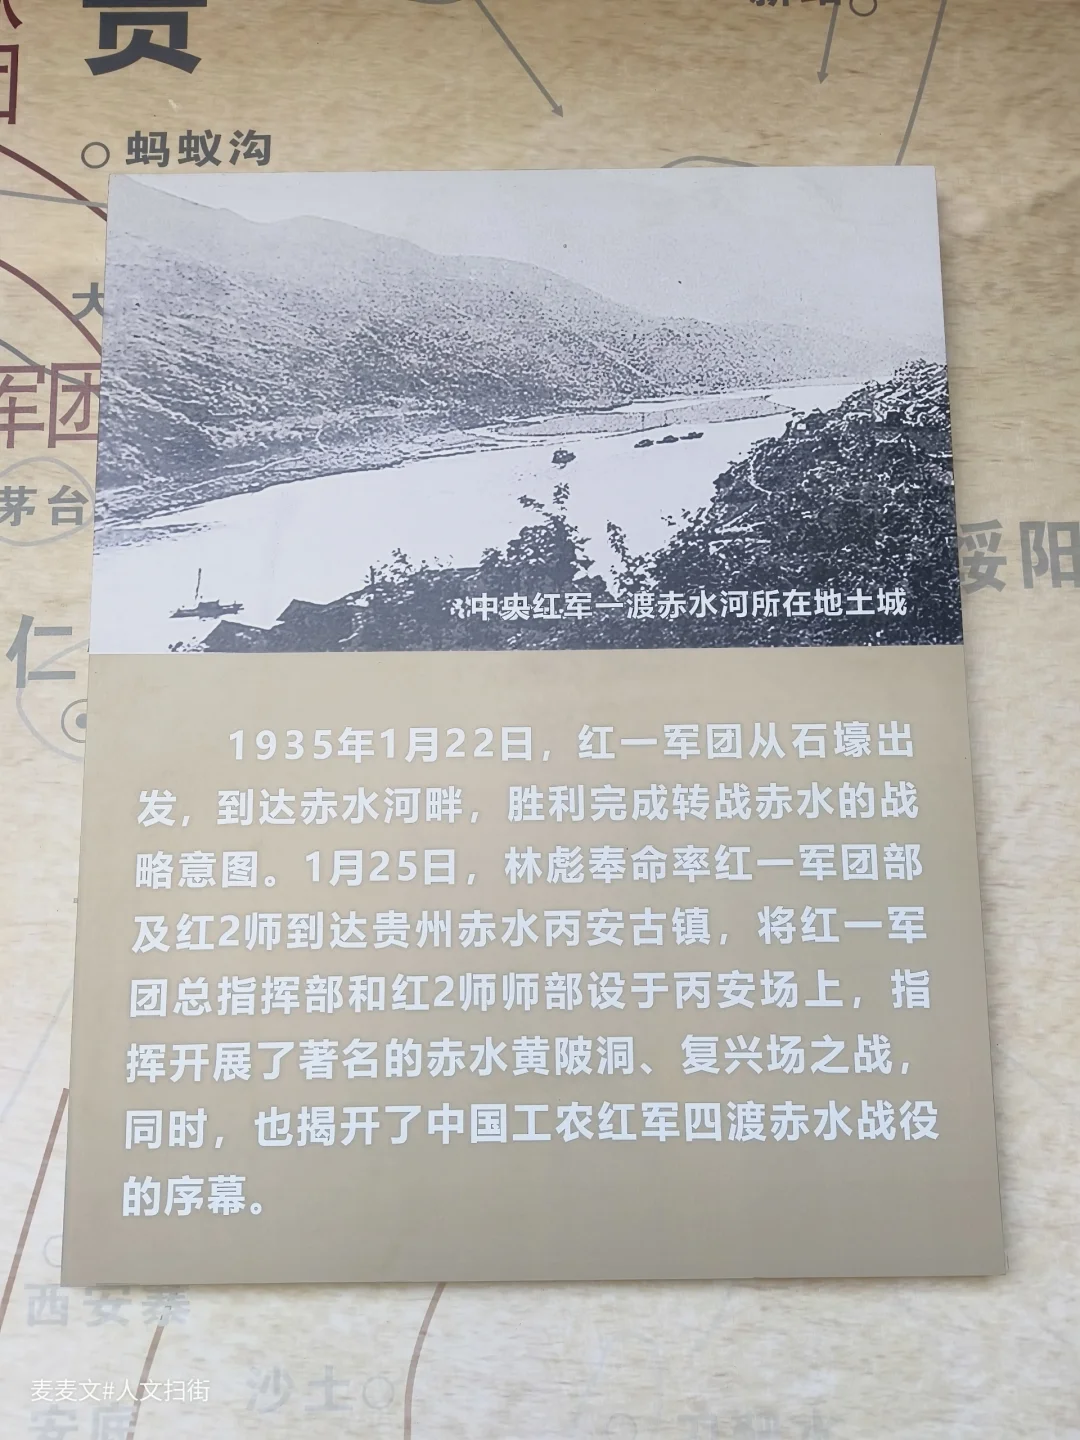 贵
蚂蚁沟
大
军团
茅台
仁
绥阳
中央红军一渡赤水河所在地土城
1935年1月22日，红一军团从石壕出
发，到达赤水河畔，胜利完成转战赤水的战
略意图。1月25日，林彪奉命率红一军团部
及红2师到达贵州赤水丙安古镇，将红一军
团总指挥部和红2师师部设于丙安场上，指
挥开展了著名的赤水黄陂洞、复兴场之战，
同时，也揭开了中国工农红军四渡赤水战役
的序幕。
西安寨
沙土
安底
麦麦文#人文扫街